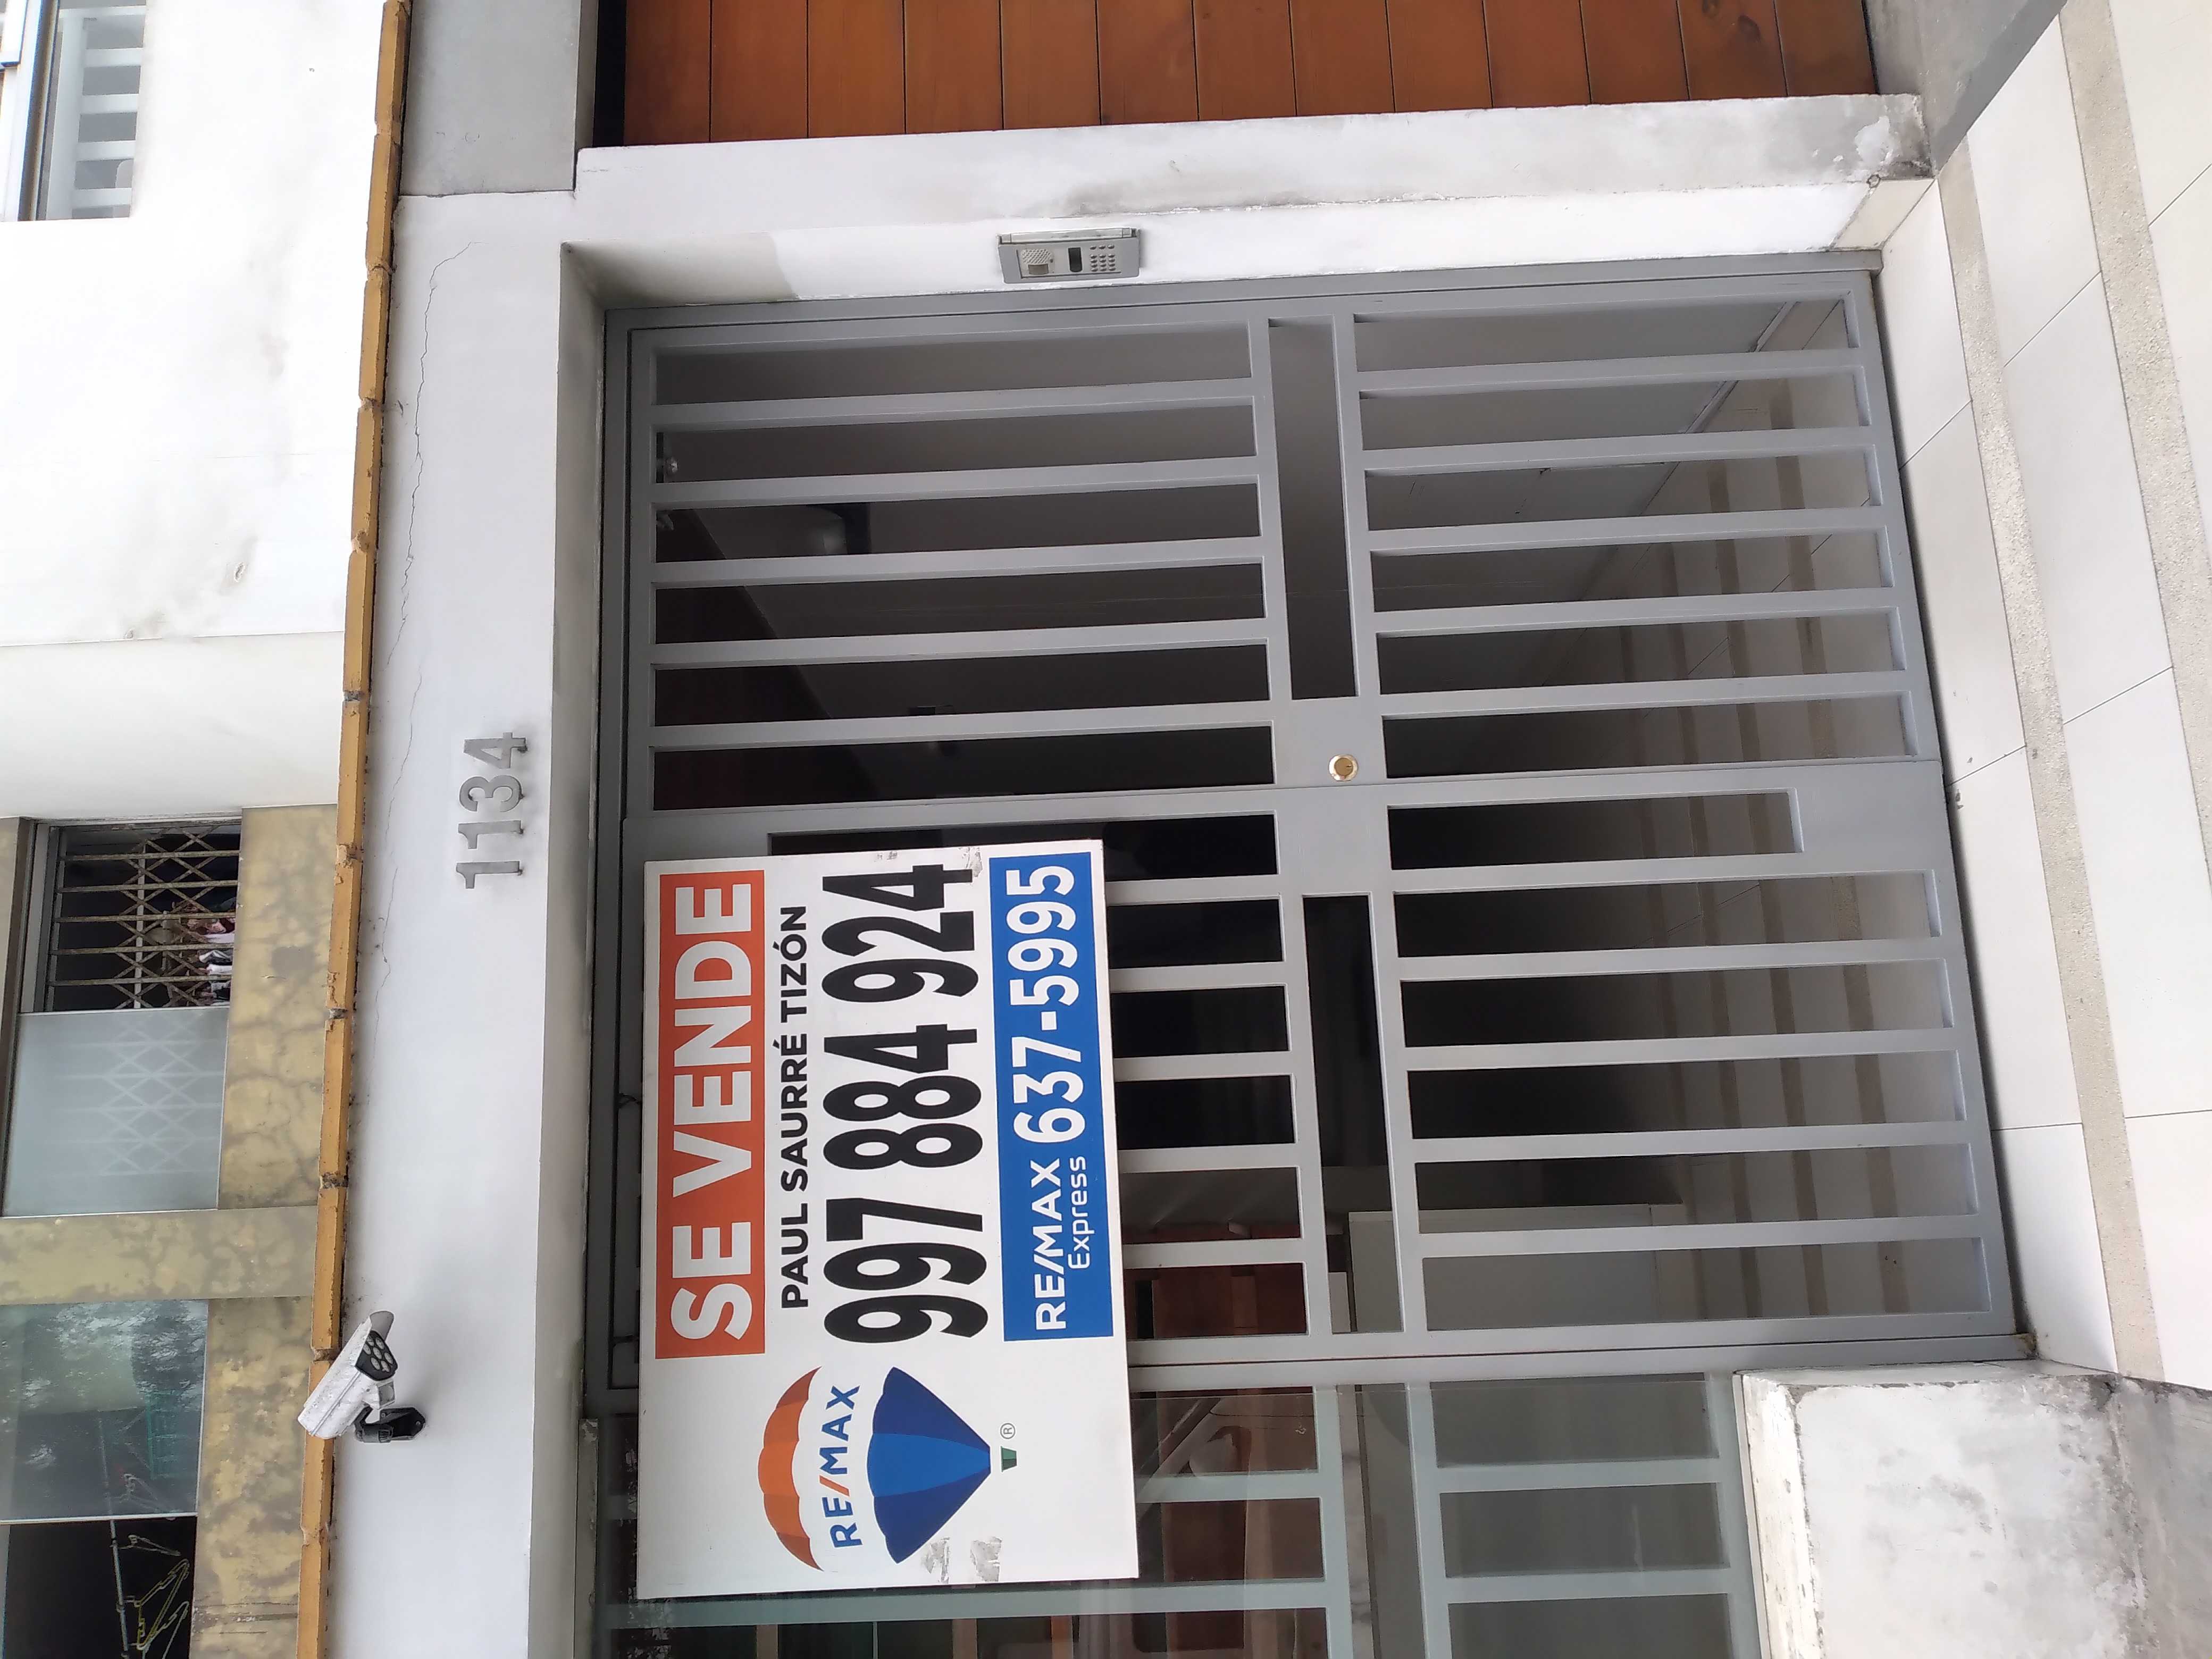 1134
SE VENDE
PAUL SAURRÉ TIZÓN
997 884 924
RE/MAX 637-5995
Express
RE/MAX
®